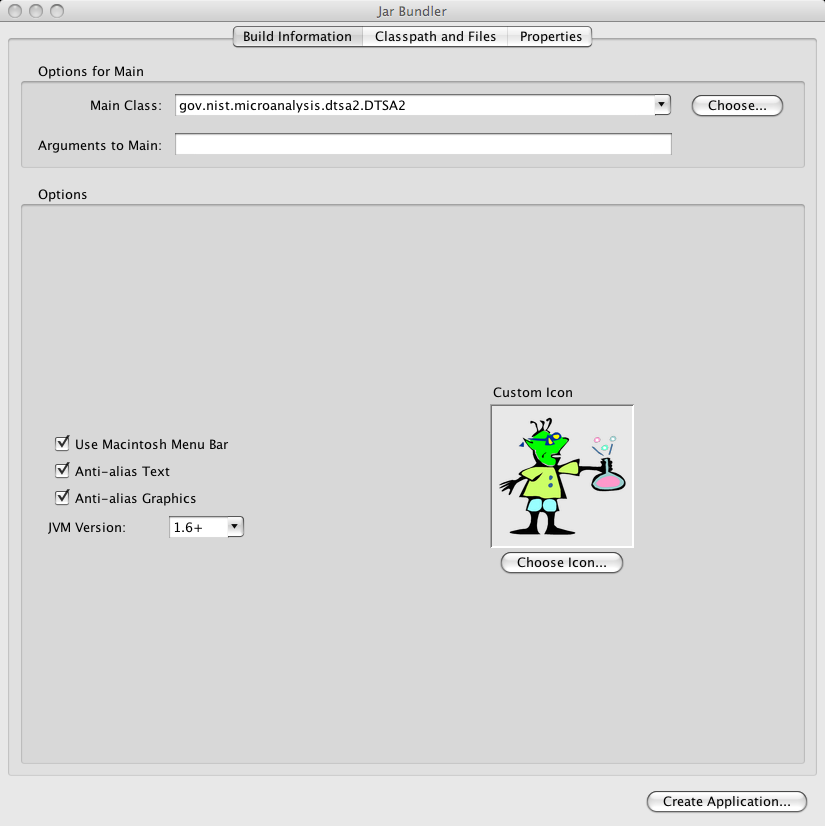 Jar Bundler
Build Information Classpath and Files Properties
Options for Main
Main Class: gov.nist.microanalysis.dtsa2.DTSA2 Choose...
Arguments to Main:
Options
Custom Icon
Use Macintosh Menu Bar
Anti-alias Text
Anti-alias Graphics
JVM Version: 1.6+
Choose Icon...
Create Application...